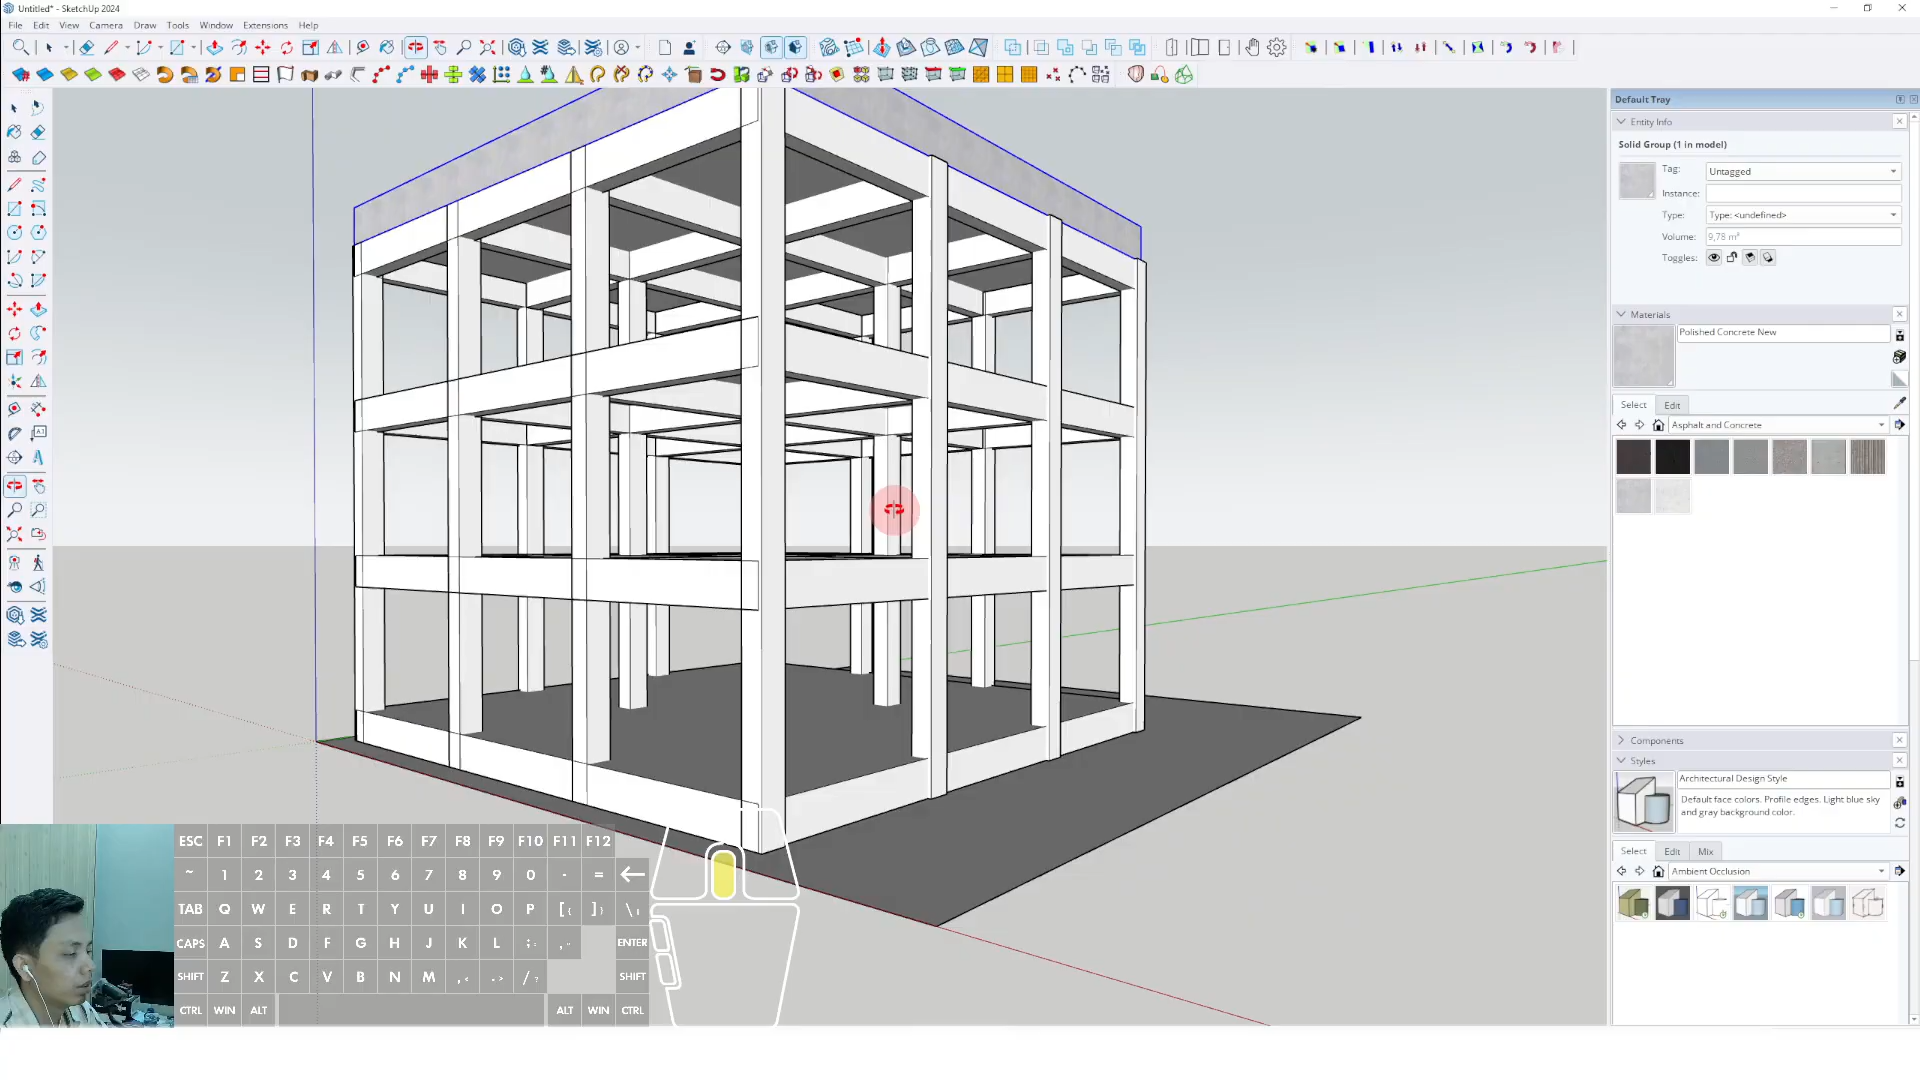 Untitled* - SketchUp 2024
File Edit View Camera Draw Tools Window Extensions Help
Default Tray
Entity Info
Solid Group (1 in model)
Tag: Untagged
Instance:
Type: Type: <undefined>
Volume: 9,78 m³
Toggles:
Materials
Polished Concrete New
Select Edit
Asphalt and Concrete
Components
Styles
Architectural Design Style
Default face colors. Profile edges. Light blue sky
and gray background color.
Select Edit Mix
Ambient Occlusion
ESC F1 F2 F3 F4 F5 F6 F7 F8 F9 F10 F11 F12
~ 1 2 3 4 5 6 7 8 9 0 - =
TAB Q W E R T Y U I O P [{ ]}
CAPS A S D F G H J K L ENTER
SHIFT Z X C V B N M ,< .> /? SHIFT
CTRL WIN ALT ALT WIN CTRL